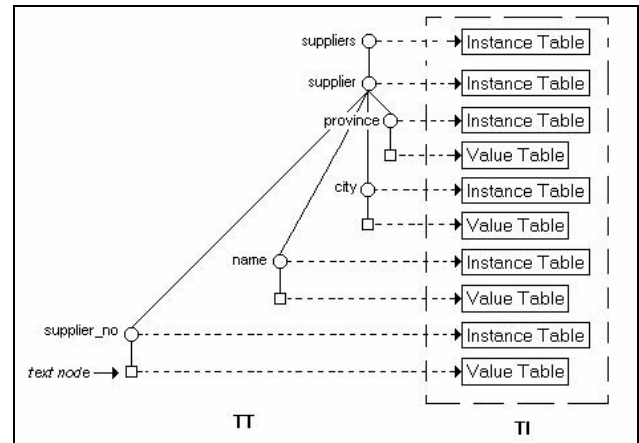 suppliers Instance Table
supplier Instance Table
province Instance Table
Value Table
city Instance Table
Value Table
name Instance Table
Value Table
supplier_no Instance Table
text node Value Table
TT TI